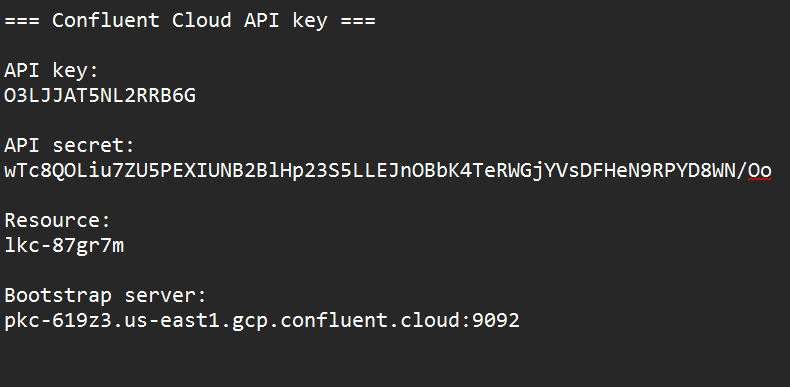 === Confluent Cloud API key ===
API key:
O3LJJAT5NL2RRB6G
API secret:
wTc8QOLiu7ZU5PEXIUNB2BlHp23S5LLEJnOBbK4TeRWGjYVsDFHeN9RPYD8WN/Oo
Resource:
lkc-87gr7m
Bootstrap server:
pkc-619z3.us-east1.gcp.confluent.cloud:9092